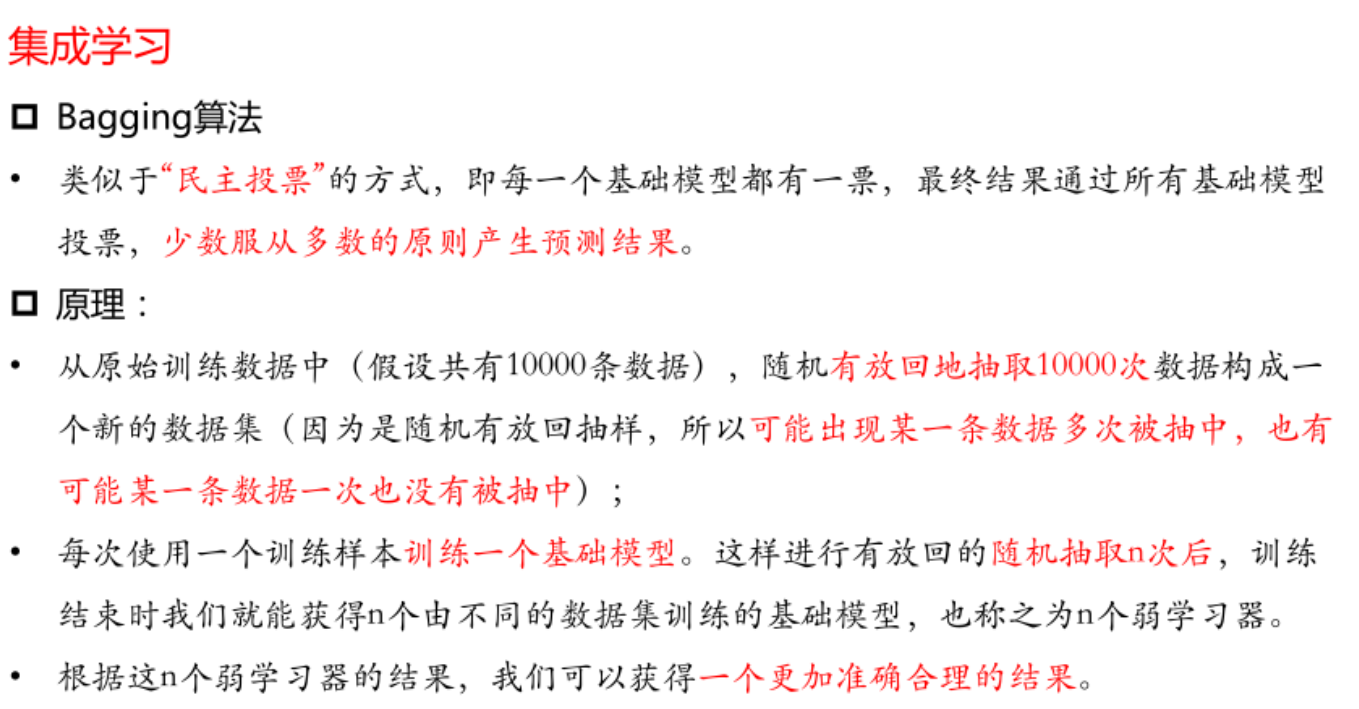 集成学习
Bagging算法
• 类似于“民主投票”的方式，即每一个基础模型都有一票，最终结果通过所有基础模型
投票，少数服从多数的原则产生预测结果。
原理：
• 从原始训练数据中（假设共有10000条数据），随机有放回地抽取10000次数据构成一
个新的数据集（因为是随机有放回抽样，所以可能出现某一条数据多次被抽中，也有
可能某一条数据一次也没有被抽中）；
• 每次使用一个训练样本训练一个基础模型。这样进行有放回的随机抽取n次后，训练
结束时我们就能获得n个由不同的数据集训练的基础模型，也称之为n个弱学习器。
• 根据这n个弱学习器的结果，我们可以获得一个更加准确合理的结果。